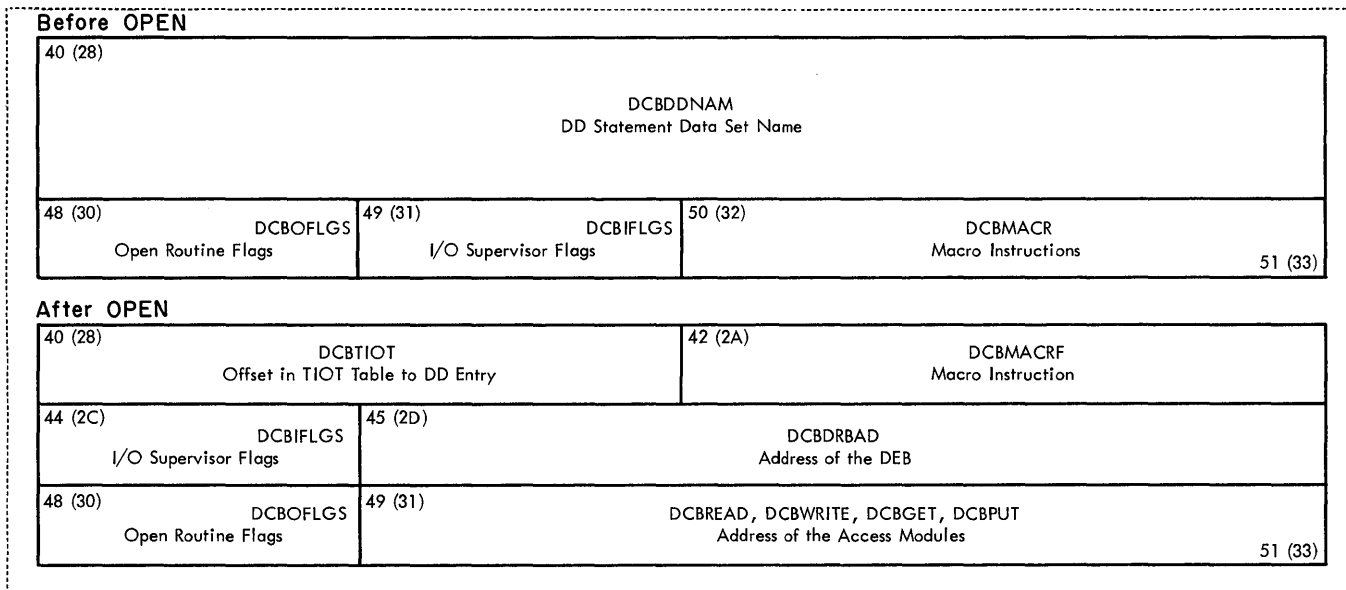 Before OPEN
40 (28)
DCBDDNAM
DD Statement Data Set Name
48 (30)
DCBOFLGS
Open Routine Flags
49 (31)
DCBIFLGS
I/O Supervisor Flags
50 (32)
DCBMACR
Macro Instructions
51 (33)
After OPEN
40 (28)
DCBTIOT
Offset in TIOT Table to DD Entry
42 (2A)
DCBMACRF
Macro Instruction
44 (2C)
DCBIFLGS
I/O Supervisor Flags
45 (2D)
DCBDRBAD
Address of the DEB
48 (30)
DCBOFLGS
Open Routine Flags
49 (31)
DCBREAD, DCBWRITE, DCBGET, DCBPUT
Address of the Access Modules
51 (33)